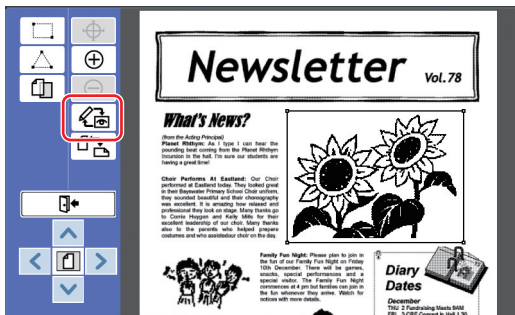 Newsletter Vol. 78
What's News?
(from the Acting Principal)
Planet Rhthym: As I type I can hear the
pounding beat coming from the Planet Rhthym
Incursion in the hall. I'm sure our students are
having a great time!
Choir Performs At Eastland: Our Choir
performed at Eastland today. They looked great
in their Bayswater Primary School Choir uniform,
they sounded beautiful and their choreography
was excellent. It is amazing how relaxed and
professional they look on stage. Many thanks go
to Corrie Huygen and Kelly Mills for their
excellent leadership of our choir. Many thanks
also to the parents who helped prepare
costumes and who assisted our choir on the day.
Family Fun Night: Please plan to join in
the fun of our Family Fun Night on Friday
10th December. There will be games,
snacks, special performances and a
special visitor. The Family Fun Night
commences at 4 pm but families can join in
the fun whenever they arrive. Watch for
notices with more details.
Diary
Dates
December
THU 2 Fundraising Meets 9AM